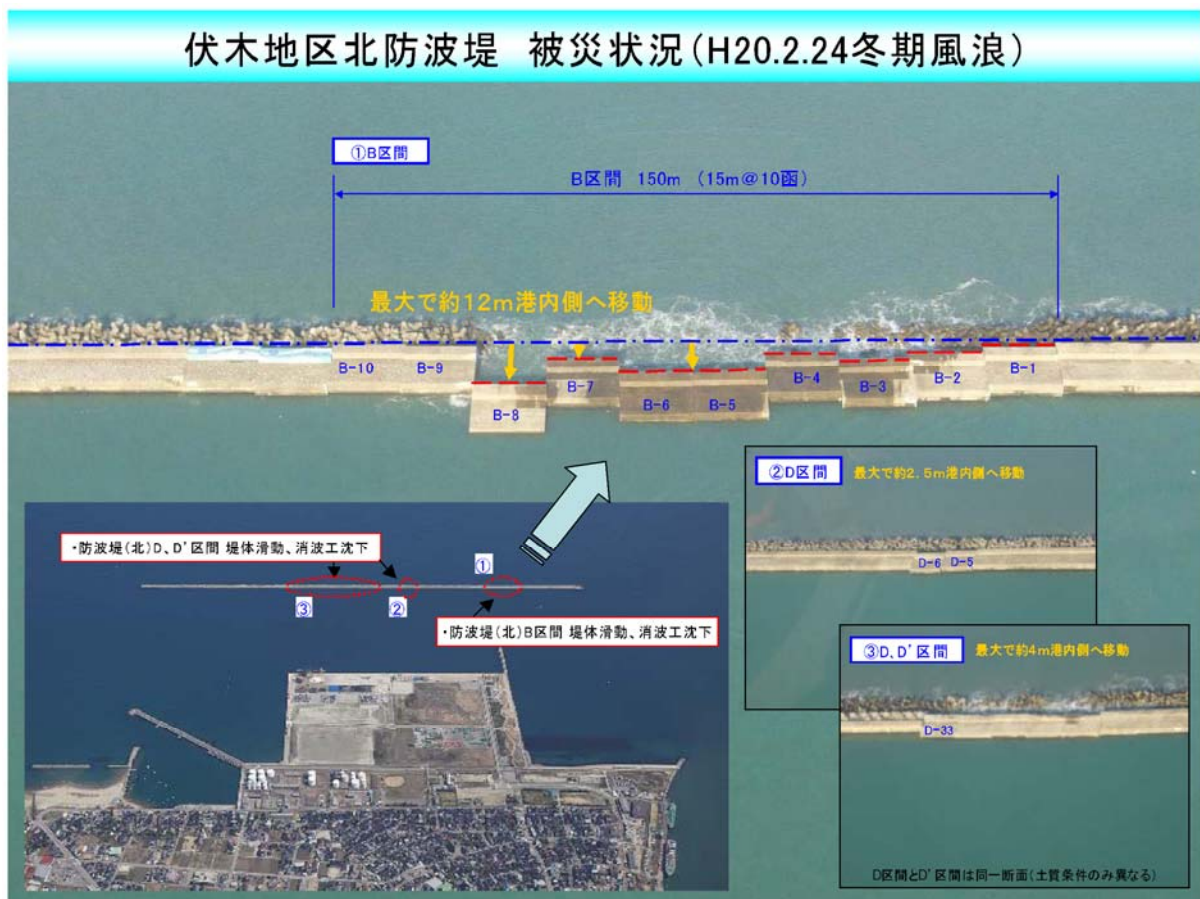 伏木地区北防波堤 被災状況(H20.2.24冬期風浪)
①B区間
B区間 150m (15m@10函)
最大で約12m港内側へ移動
B-10
B-9
B-8
B-7
B-6
B-5
B-4
B-3
B-2
B-1
②D区間
最大で約2.5m港内側へ移動
D-6
D-5
・防波堤(北)D、D'区間 堤体滑動、消波工沈下
①
③
②
・防波堤(北)B区間 堤体滑動、消波工沈下
③D、D'区間
最大で約4m港内側へ移動
D-33
D区間とD'区間は同一断面(土質条件のみ異なる)